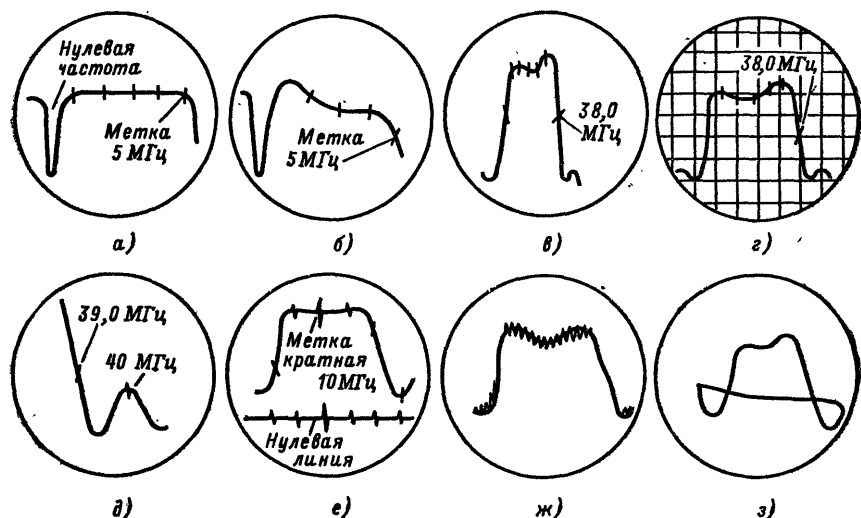 Нулевая
частота
Метка
5 МГц
а)
Метка
5 МГц
б)
38,0
МГц
в)
38,0 МГц
г)
39,0 МГц
40 МГц
д)
Метка
кратная
10 МГц
Нулевая
линия
е)
ж)
з)